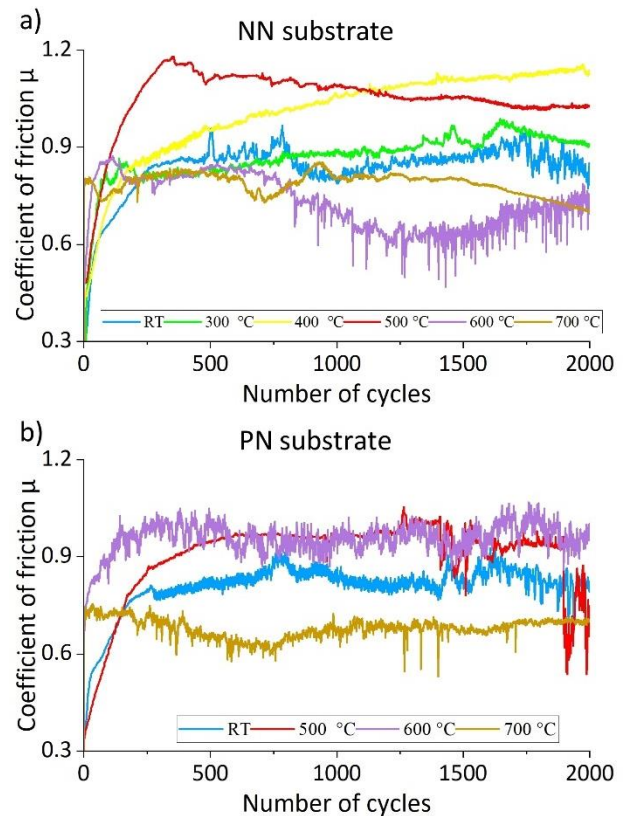 a)
NN substrate
Coefficient of friction μ
1.2
0.9
0.6
0.3
RT 300 °C 400 °C 500 °C 600 °C 700 °C
0 500 1000 1500 2000
Number of cycles
b)
PN substrate
Coefficient of friction μ
1.2
0.9
0.6
0.3
RT 500 °C 600 °C 700 °C
0 500 1000 1500 2000
Number of cycles